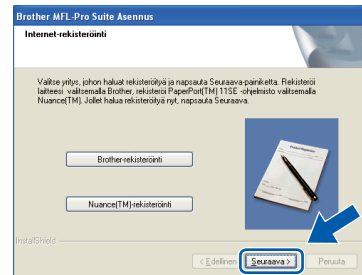 Brother MFL-Pro Suite Asennus
Internet-rekisteröinti
Valitse yritys, johon haluat rekisteröityä ja napsauta Seuraava-painiketta. Rekisteröi
laitteesi valitsemalla Brother, rekisteröi PaperPort(TM) 11SE -ohjelmisto valitsemalla
Nuance(TM). Jollet halua rekisteröityä nyt, napsauta Seuraava.
Brother-rekisteröinti
Nuance(TM)-rekisteröinti
InstallShield
< Edellinen Seuraava > Peruuta